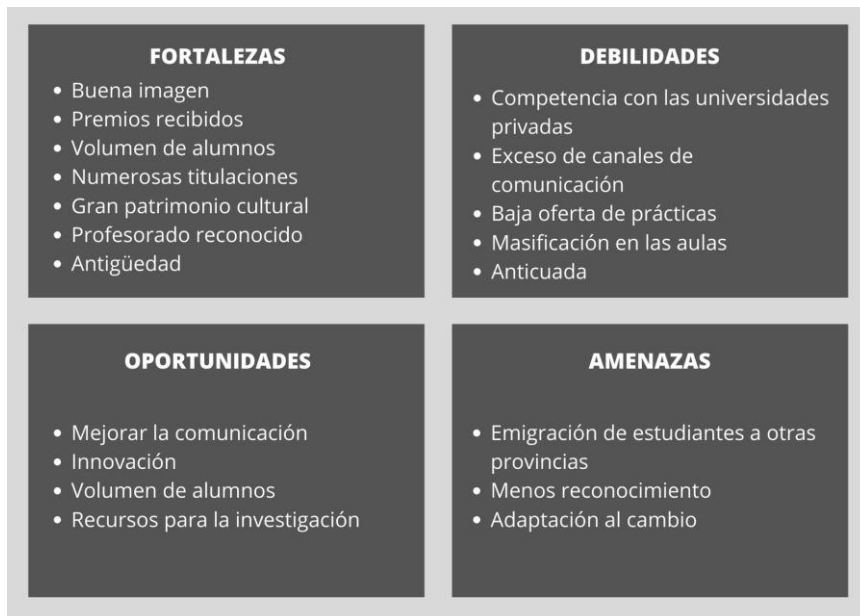 FORTALEZAS
• Buena imagen
• Premios recibidos
• Volumen de alumnos
• Numerosas titulaciones
• Gran patrimonio cultural
• Profesorado reconocido
• Antigüedad
DEBILIDADES
• Competencia con las universidades
privadas
• Exceso de canales de
comunicación
• Baja oferta de prácticas
• Masificación en las aulas
• Anticuada
OPORTUNIDADES
• Mejorar la comunicación
• Innovación
• Volumen de alumnos
• Recursos para la investigación
AMENAZAS
• Emigración de estudiantes a otras
provincias
• Menos reconocimiento
• Adaptación al cambio